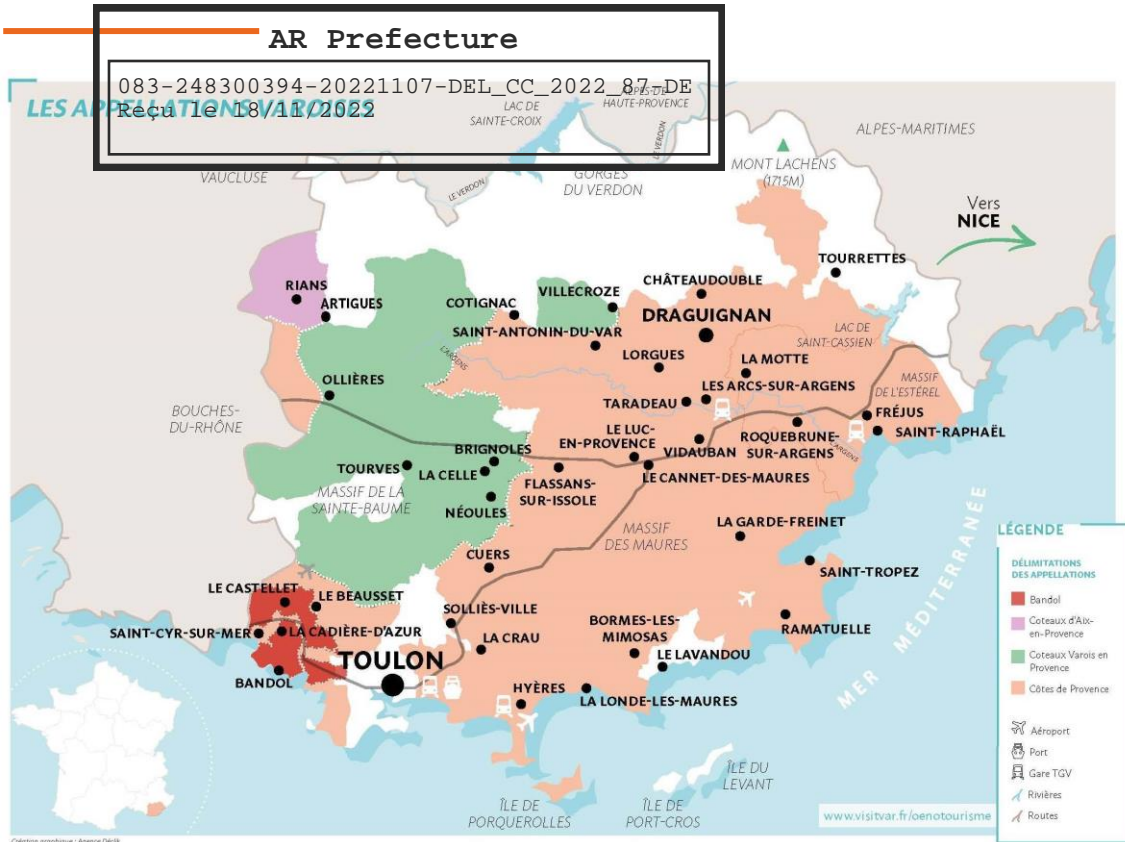 AR Prefecture
083-248300394-20221107-DEL_CC_2022_87-DE
Reçu le 18/11/2022
LES APPELLATIONS VAROISES
LAC DE
SAINTE-CROIX
ALPES-DE-
HAUTE-PROVENCE
ALPES-MARITIMES
VAUCLUSE
LE VERDON
LE VERDON
GORGES
DU VERDON
MONT LACHENS
(1715M)
Vers
NICE
TOURRETTES
RIANS
ARTIGUES
COTIGNAC
VILLECROZE
CHÂTEAUDOUBLE
SAINT-ANTONIN-DU-VAR
DRAGUIGNAN
LAC DE
SAINT-CASSIEN
L'ARGENS
LORGUES
LA MOTTE
OLLIÈRES
LES ARCS-SUR-ARGENS
MASSIF
DE L'ESTÉREL
TARADEAU
BOUCHES-
DU-RHÔNE
FRÉJUS
SAINT-RAPHAËL
LE LUC-
EN-PROVENCE
VIDAUBAN
ROQUEBRUNE-
SUR-ARGENS
L'ARGENS
BRIGNOLES
TOURVES
LA CELLE
FLASSANS-
SUR-ISSOLE
LE CANNET-DES-MAURES
MASSIF DE LA
SAINTE-BAUME
NÉOULES
MASSIF
DES MAURES
LA GARDE-FREINET
CUERS
SAINT-TROPEZ
LE CASTELLET
LE BEAUSSET
SOLLIÈS-VILLE
BORMES-LES-
MIMOSAS
RAMATUELLE
SAINT-CYR-SUR-MER
LA CADIÈRE-D'AZUR
LA CRAU
LE LAVANDOU
TOULON
BANDOL
HYÈRES
LA LONDE-LES-MAURES
MER MÉDITERRANÉE
ÎLE DU
LEVANT
ÎLE DE
PORQUEROLLES
ÎLE DE
PORT-CROS
www.visitvar.fr/oenotourisme
LÉGENDE
DÉLIMITATIONS
DES APPELLATIONS
Bandol
Coteaux d'Aix-
en-Provence
Coteaux Varois en
Provence
Côtes de Provence
Aéroport
Port
Gare TGV
Rivières
Routes
Création graphique : Agence Déclik